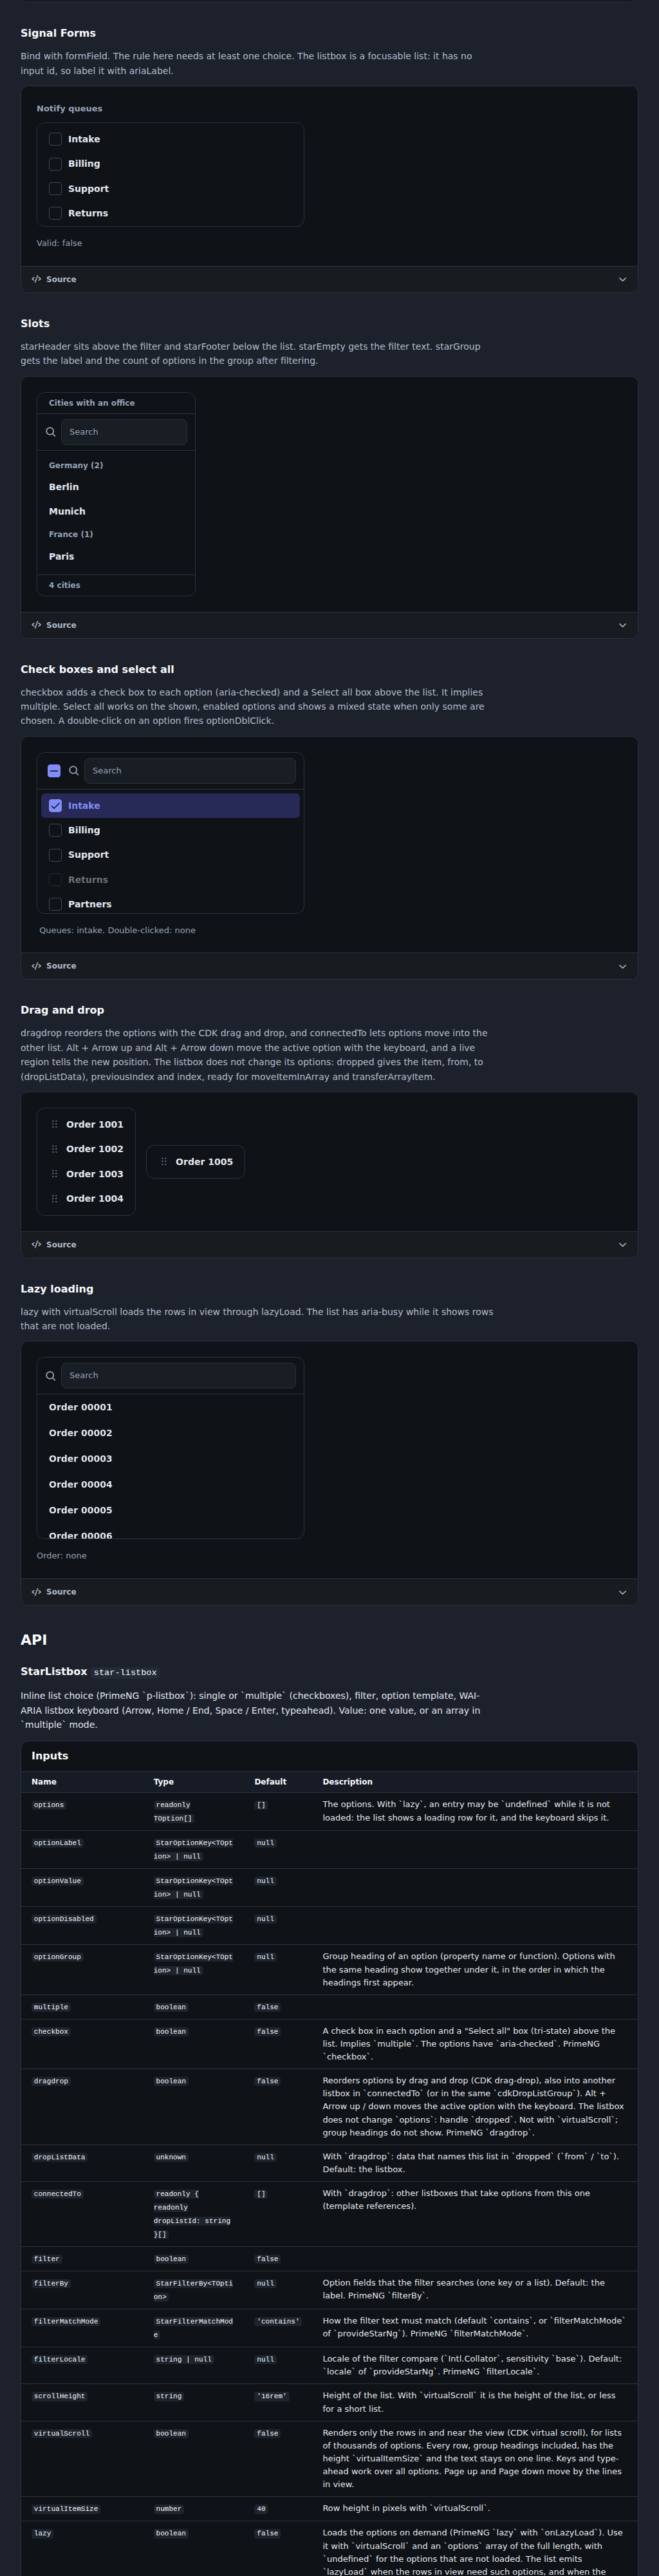 Signal Forms
Bind with formField. The rule here needs at least one choice. The listbox is a focusable list: it has no
input id, so label it with ariaLabel.
Notify queues
Intake
Billing
Support
Returns
Valid: false
Source
Slots
starHeader sits above the filter and starFooter below the list. starEmpty gets the filter text. starGroup
gets the label and the count of options in the group after filtering.
Cities with an office
Search
Germany (2)
Berlin
Munich
France (1)
Paris
4 cities
Source
Check boxes and select all
checkbox adds a check box to each option (aria-checked) and a Select all box above the list. It implies
multiple. Select all works on the shown, enabled options and shows a mixed state when only some are
chosen. A double-click on an option fires optionDblClick.
Search
Intake
Billing
Support
Returns
Partners
Queues: intake. Double-clicked: none
Source
Drag and drop
dragdrop reorders the options with the CDK drag and drop, and connectedTo lets options move into the
other list. Alt + Arrow up and Alt + Arrow down move the active option with the keyboard, and a live
region tells the new position. The listbox does not change its options: dropped gives the item, from, to
(dropListData), previousIndex and index, ready for moveItemInArray and transferArrayItem.
Order 1001
Order 1002
Order 1003
Order 1004
Order 1005
Source
Lazy loading
lazy with virtualScroll loads the rows in view through lazyLoad. The list has aria-busy while it shows rows
that are not loaded.
Search
Order 00001
Order 00002
Order 00003
Order 00004
Order 00005
Order 00006
Order: none
Source
API
StarListbox star-listbox
Inline list choice (PrimeNG `p-listbox`): single or `multiple` (checkboxes), filter, option template, WAI-
ARIA listbox keyboard (Arrow, Home / End, Space / Enter, typeahead). Value: one value, or an array in
`multiple` mode.
Inputs
Name Type Default Description
options readonly [] The options. With `lazy`, an entry may be `undefined` while it is not
TOption[] loaded: the list shows a loading row for it, and the keyboard skips it.
optionLabel StarOptionKey<TOpt null
ion> | null
optionValue StarOptionKey<TOpt null
ion> | null
optionDisabled StarOptionKey<TOpt null
ion> | null
optionGroup StarOptionKey<TOpt null Group heading of an option (property name or function). Options with
ion> | null the same heading show together under it, in the order in which the
headings first appear.
multiple boolean false
checkbox boolean false A check box in each option and a "Select all" box (tri-state) above the
list. Implies `multiple`. The options have `aria-checked`. PrimeNG
`checkbox`.
dragdrop boolean false Reorders options by drag and drop (CDK drag-drop), also into another
listbox in `connectedTo` (or in the same `cdkDropListGroup`). Alt +
Arrow up / down moves the active option with the keyboard. The listbox
does not change `options`: handle `dropped`. Not with `virtualScroll`;
group headings do not show. PrimeNG `dragdrop`.
dropListData unknown null With `dragdrop`: data that names this list in `dropped` (`from` / `to`).
Default: the listbox.
connectedTo readonly { [] With `dragdrop`: other listboxes that take options from this one
readonly (template references).
dropListId: string
}[]
filter boolean false
filterBy StarFilterBy<TOpti null Option fields that the filter searches (one key or a list). Default: the
on> label. PrimeNG `filterBy`.
filterMatchMode StarFilterMatchMod 'contains' How the filter text must match (default `contains`, or `filterMatchMode`
e of `provideStarNg`). PrimeNG `filterMatchMode`.
filterLocale string | null null Locale of the filter compare (`Intl.Collator`, sensitivity `base`). Default:
`locale` of `provideStarNg`. PrimeNG `filterLocale`.
scrollHeight string '16rem' Height of the list. With `virtualScroll` it is the height of the list, or less
for a short list.
virtualScroll boolean false Renders only the rows in and near the view (CDK virtual scroll), for lists
of thousands of options. Every row, group headings included, has the
height `virtualItemSize` and the text stays on one line. Keys and type-
ahead work over all options. Page up and Page down move by the lines
in view.
virtualItemSize number 40 Row height in pixels with `virtualScroll`.
lazy boolean false Loads the options on demand (PrimeNG `lazy` with `onLazyLoad`). Use
it with `virtualScroll` and an `options` array of the full length, with
`undefined` for the options that are not loaded. The list emits
`lazyLoad` when the rows in view need such options, and when the